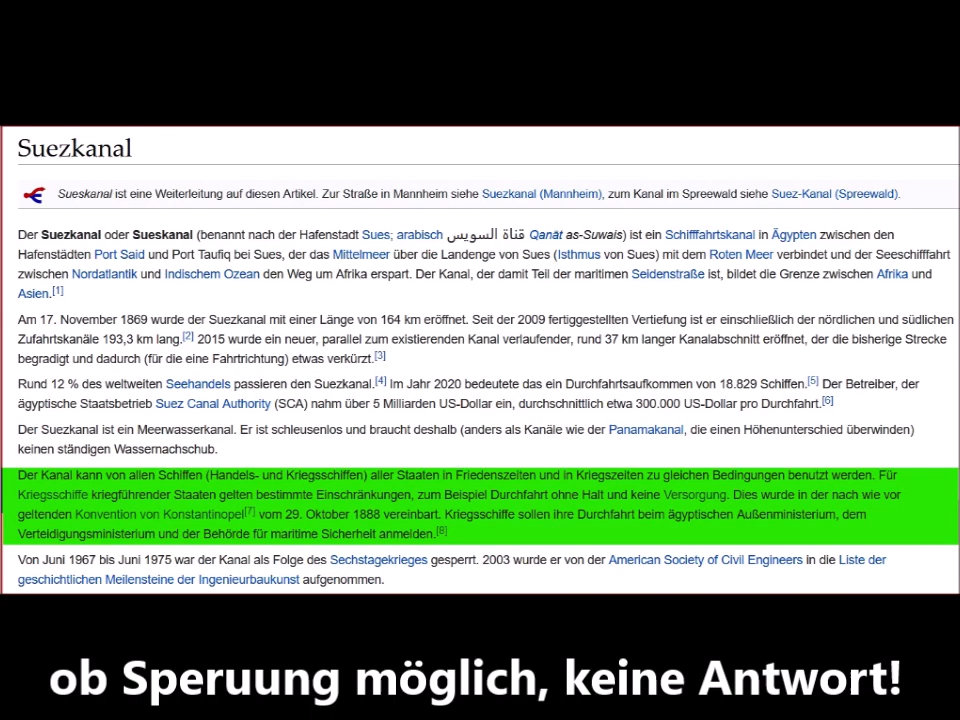 Suezkanal
Sueskanal ist eine Weiterleitung auf diesen Artikel. Zur Straße in Mannheim siehe Suezkanal (Mannheim), zum Kanal im Spreewald siehe Suez-Kanal (Spreewald).
Der Suezkanal oder Sueskanal (benannt nach der Hafenstadt Sues; arabisch قناة السويس Qanāt as-Suwais) ist ein Schifffahrtskanal in Ägypten zwischen den
Hafenstädten Port Said und Port Taufiq bei Sues, der das Mittelmeer über die Landenge von Sues (Isthmus von Sues) mit dem Roten Meer verbindet und der Seeschifffahrt
zwischen Nordatlantik und Indischem Ozean den Weg um Afrika erspart. Der Kanal, der damit Teil der maritimen Seidenstraße ist, bildet die Grenze zwischen Afrika und
Asien.[1]
Am 17. November 1869 wurde der Suezkanal mit einer Länge von 164 km eröffnet. Seit der 2009 fertiggestellten Vertiefung ist er einschließlich der nördlichen und südlichen
Zufahrtskanäle 193,3 km lang.[2] 2015 wurde ein neuer, parallel zum existierenden Kanal verlaufender, rund 37 km langer Kanalabschnitt eröffnet, der die bisherige Strecke
begradigt und dadurch (für die eine Fahrtrichtung) etwas verkürzt.[3]
Rund 12 % des weltweiten Seehandels passieren den Suezkanal.[4] Im Jahr 2020 bedeutete das ein Durchfahrtsaufkommen von 18.829 Schiffen.[5] Der Betreiber, der
ägyptische Staatsbetrieb Suez Canal Authority (SCA) nahm über 5 Milliarden US-Dollar ein, durchschnittlich etwa 300.000 US-Dollar pro Durchfahrt.[6]
Der Suezkanal ist ein Meerwasserkanal. Er ist schleusenlos und braucht deshalb (anders als Kanäle wie der Panamakanal, die einen Höhenunterschied überwinden)
keinen ständigen Wassernachschub.
Der Kanal kann von allen Schiffen (Handels- und Kriegsschiffen) aller Staaten in Friedenszeiten und in Kriegszeiten zu gleichen Bedingungen benutzt werden. Für
Kriegsschiffe kriegführender Staaten gelten bestimmte Einschränkungen, zum Beispiel Durchfahrt ohne Halt und keine Versorgung. Dies wurde in der nach wie vor
geltenden Konvention von Konstantinopel[7] vom 29. Oktober 1888 vereinbart. Kriegsschiffe sollen ihre Durchfahrt beim ägyptischen Außenministerium, dem
Verteidigungsministerium und der Behörde für maritime Sicherheit anmelden.[8]
Von Juni 1967 bis Juni 1975 war der Kanal als Folge des Sechstagekrieges gesperrt. 2003 wurde er von der American Society of Civil Engineers in die Liste der
geschichtlichen Meilensteine der Ingenieurbaukunst aufgenommen.
ob Speruung möglich, keine Antwort!